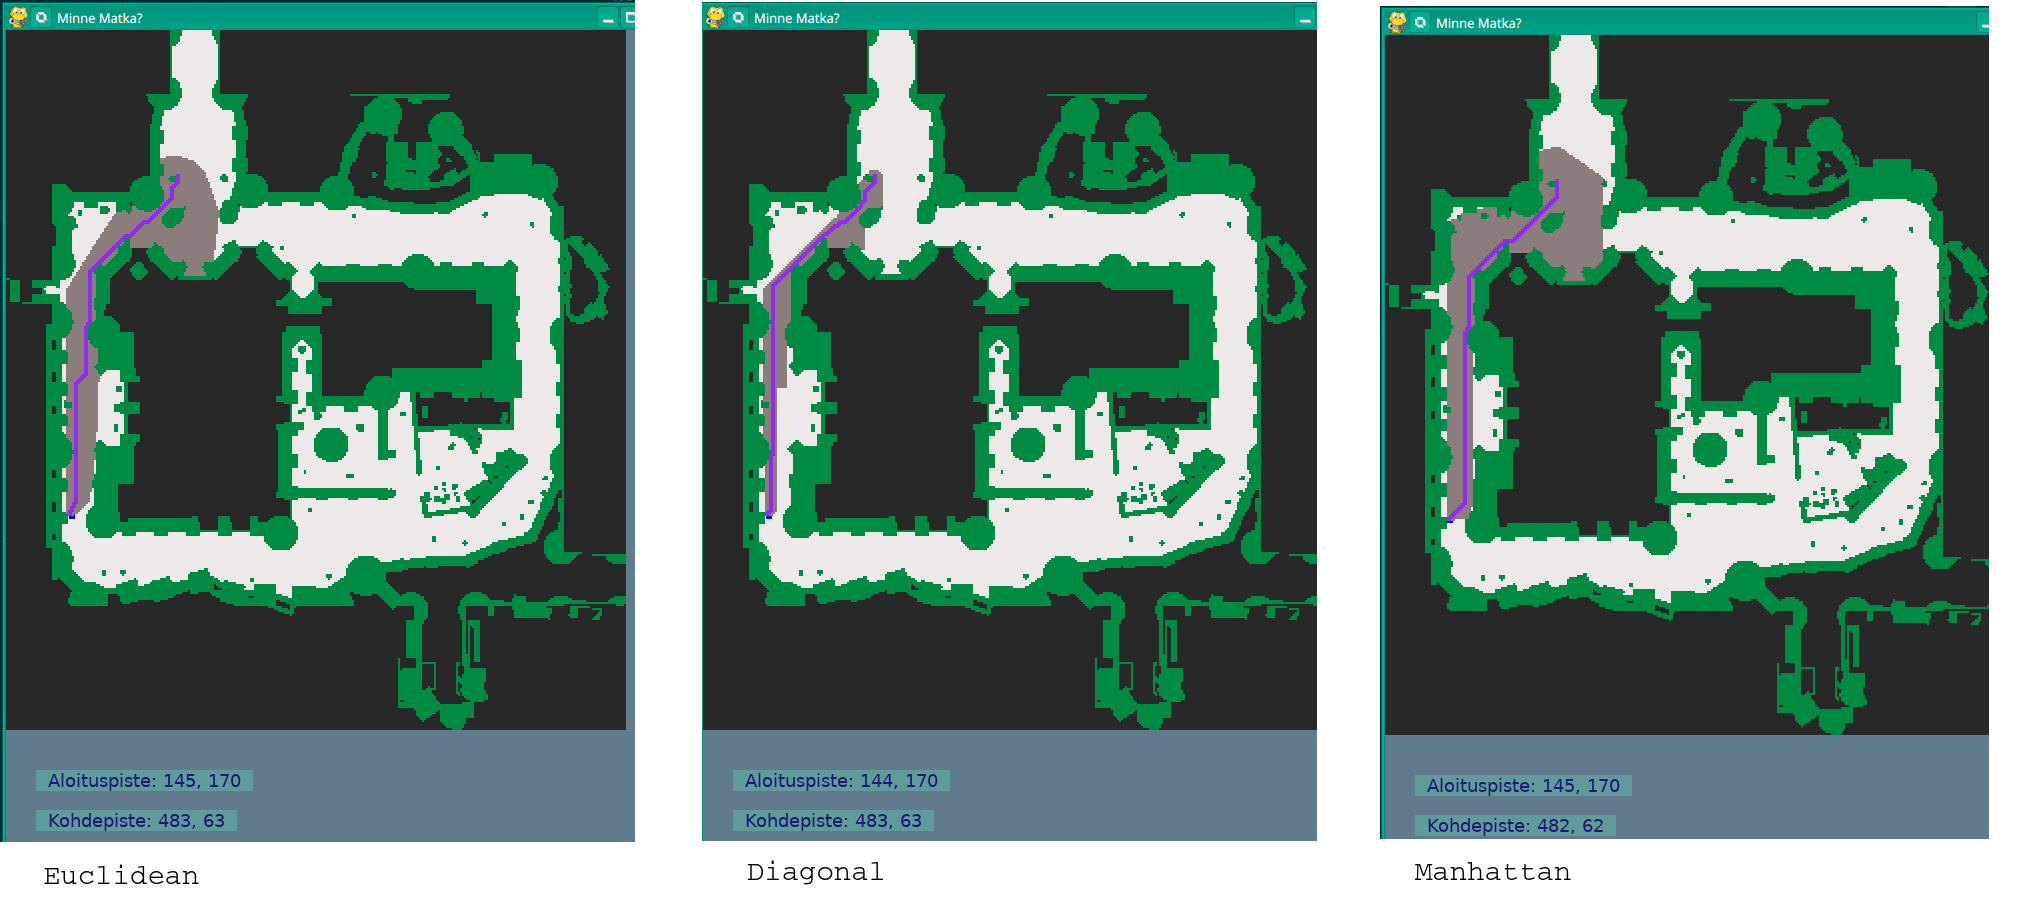 Minne Matka?
Aloituspiste: 145, 170
Kohdepiste: 483, 63
Euclidean
Minne Matka?
Aloituspiste: 144, 170
Kohdepiste: 483, 63
Diagonal
Minne Matka?
Aloituspiste: 145, 170
Kohdepiste: 482, 62
Manhattan